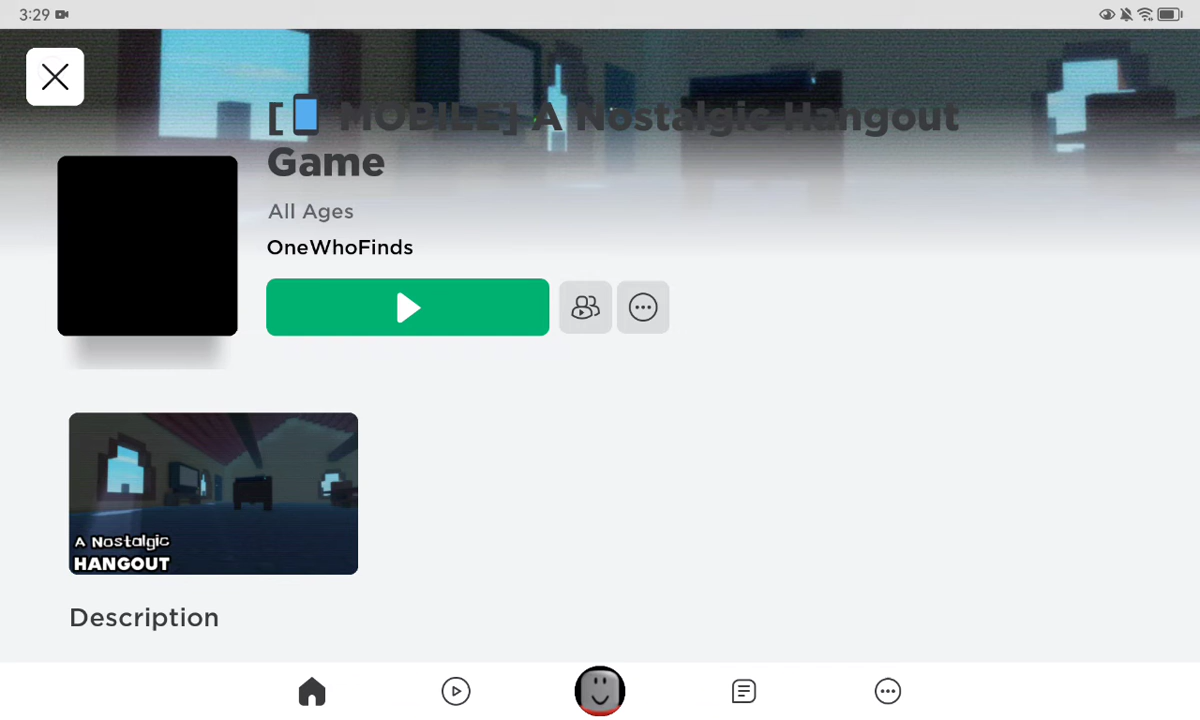 3:29
[📱 MOBILE] A Nostalgic Hangout
Game
All Ages
OneWhoFinds
A Nostalgic
HANGOUT
Description